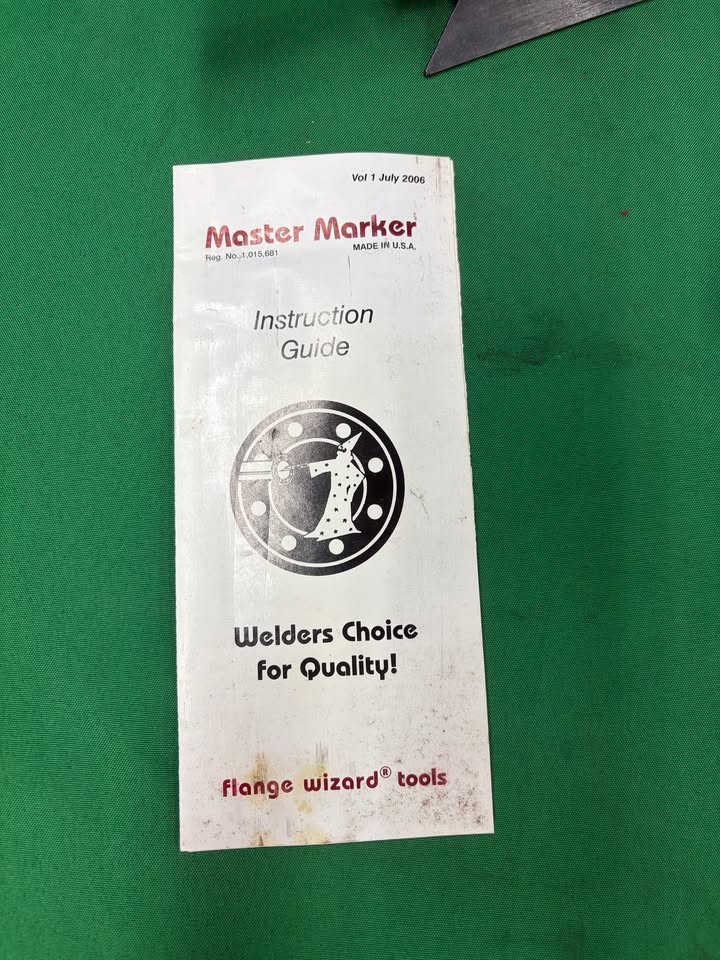 Vol 1 July 2006
Master Marker
Reg. No. 1,015,681 MADE IN U.S.A.
Instruction
Guide
Welders Choice
for Quality!
flange wizard® tools